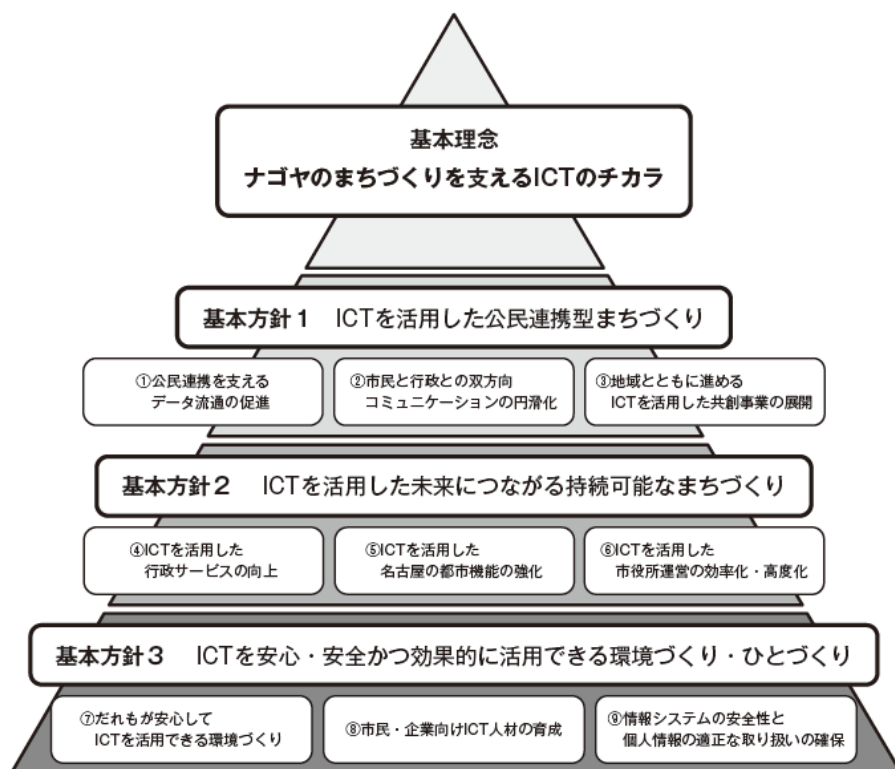 基本理念
ナゴヤのまちづくりを支えるICTのチカラ
基本方針1 ICTを活用した公民連携型まちづくり
①公民連携を支える
データ流通の促進
②市民と行政との双方向
コミュニケーションの円滑化
③地域とともに進める
ICTを活用した共創事業の展開
基本方針2 ICTを活用した未来につながる持続可能なまちづくり
④ICTを活用した
行政サービスの向上
⑤ICTを活用した
名古屋の都市機能の強化
⑥ICTを活用した
市役所運営の効率化・高度化
基本方針3 ICTを安心・安全かつ効果的に活用できる環境づくり・ひとづくり
⑦だれもが安心して
ICTを活用できる環境づくり
⑧市民・企業向けICT人材の育成
⑨情報システムの安全性と
個人情報の適正な取り扱いの確保